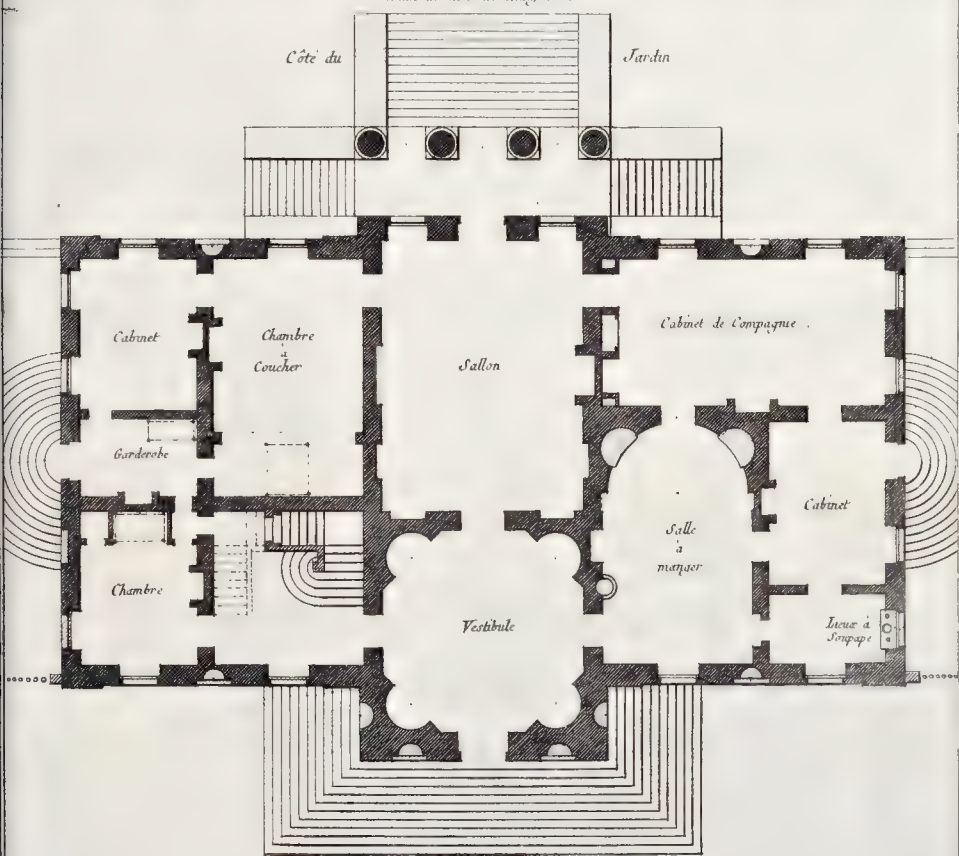 Côté du Jardin
Cabinet
Chambre
à
Coucher
Sallon
Cabinet de Compagnie .
Garderobe
Cabinet
Salle
à
manger
Chambre
Vestibule
Lieux à
Soupape